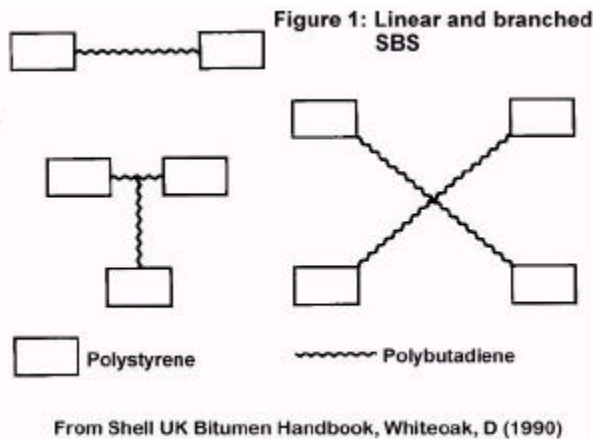 Figure 1: Linear and branched
SBS
Polystyrene
Polybutadiene
From Shell UK Bitumen Handbook, Whiteoak, D (1990)